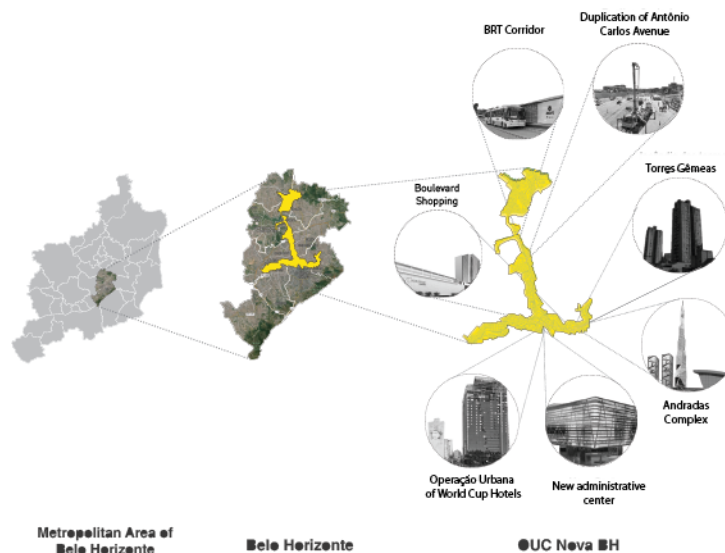 BRT Corridor
Duplication of Antônio
Carlos Avenue
Boulevard
Shopping
Torres Gêmeas
Andradas
Complex
Operação Urbana
of World Cup Hotels
New administrative
center
Metropolitan Area of
Belo Horizonte
Belo Horizonte
OUC Nova BH